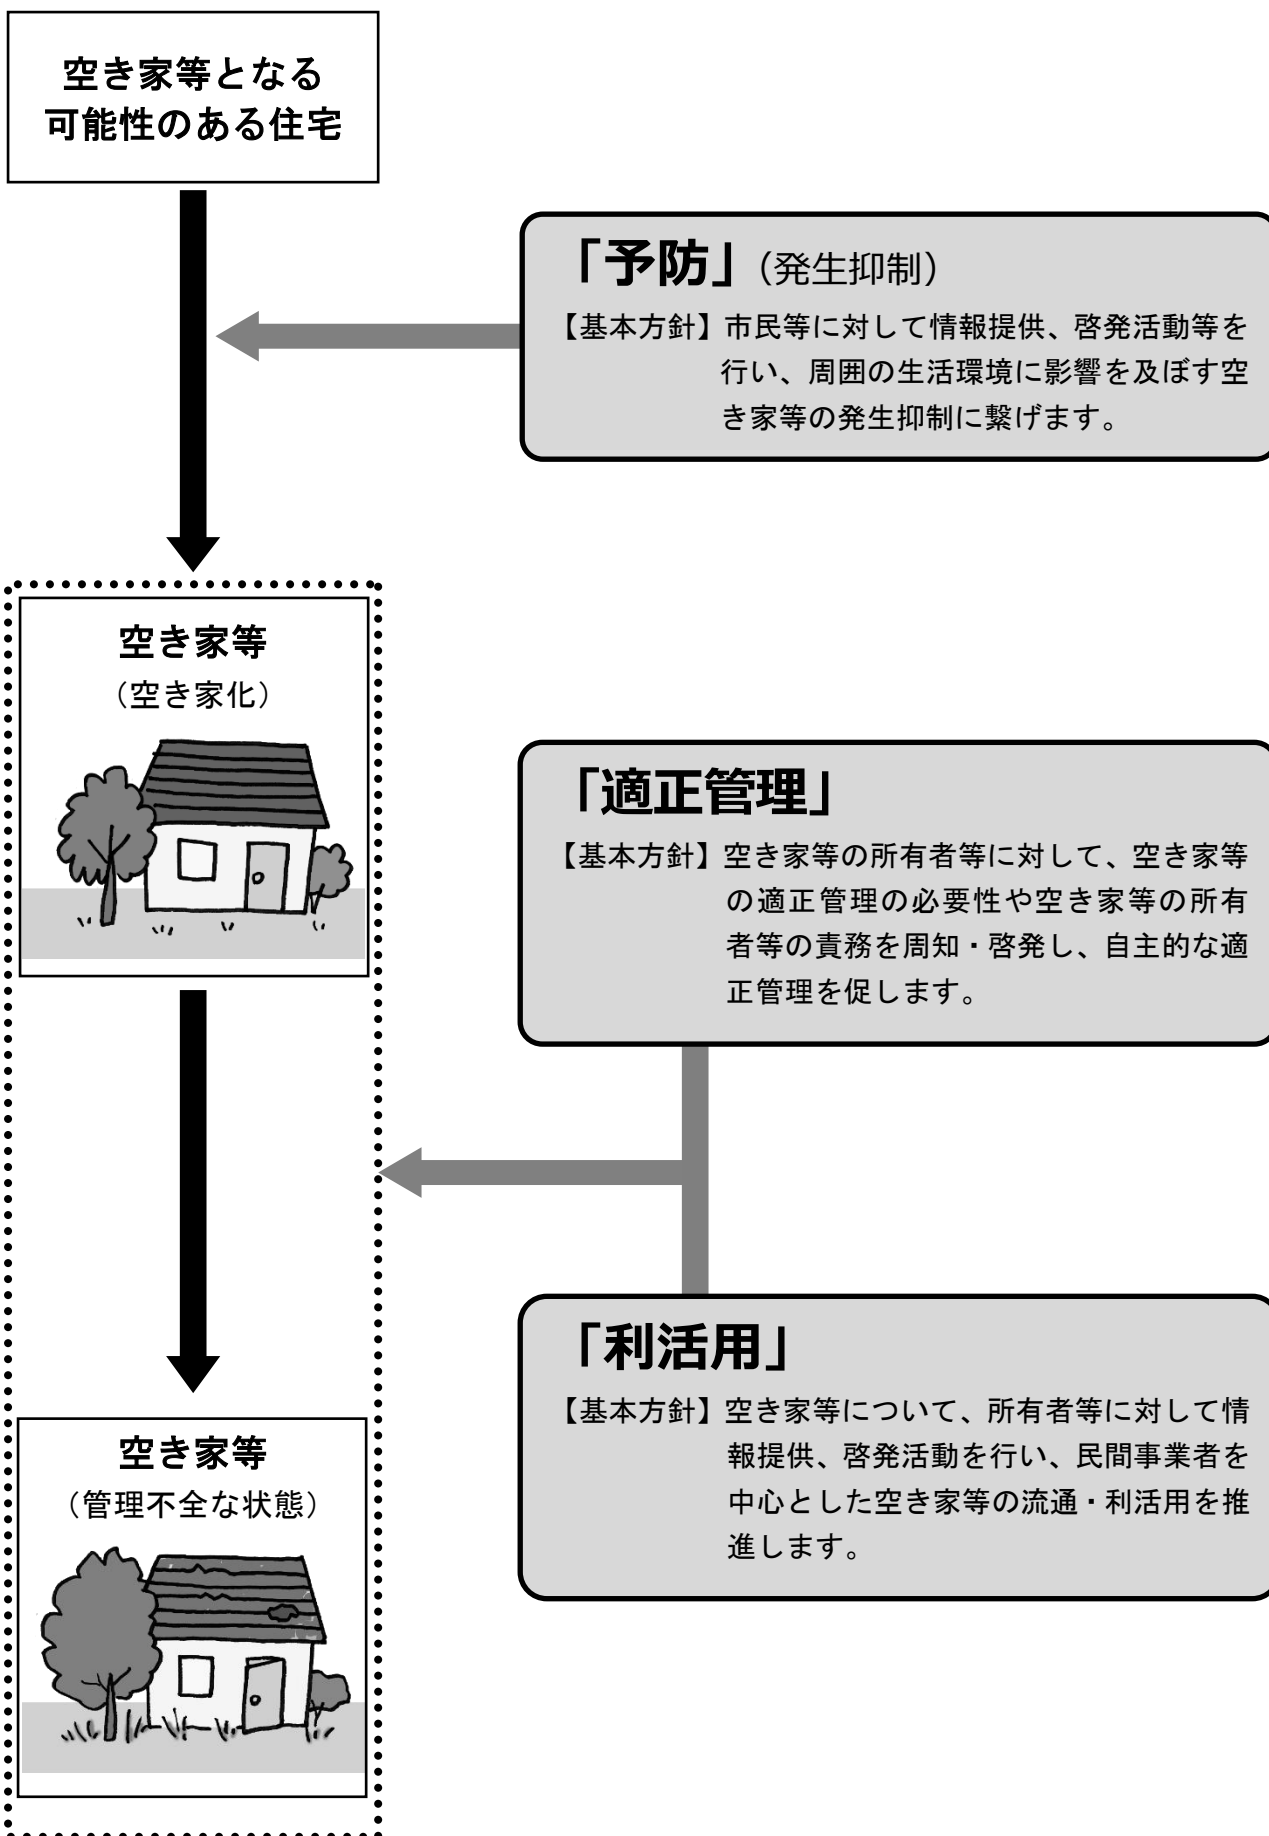 空き家等となる
可能性のある住宅
「予防」(発生抑制)
【基本方針】市民等に対して情報提供、啓発活動等を
行い、周囲の生活環境に影響を及ぼす空
き家等の発生抑制に繋げます。
空き家等
(空き家化)
「適正管理」
【基本方針】空き家等の所有者等に対して、空き家等
の適正管理の必要性や空き家等の所有
者等の責務を周知・啓発し、自主的な適
正管理を促します。
「利活用」
【基本方針】空き家等について、所有者等に対して情
報提供、啓発活動を行い、民間事業者を
中心とした空き家等の流通・利活用を推
進します。
空き家等
(管理不全な状態)